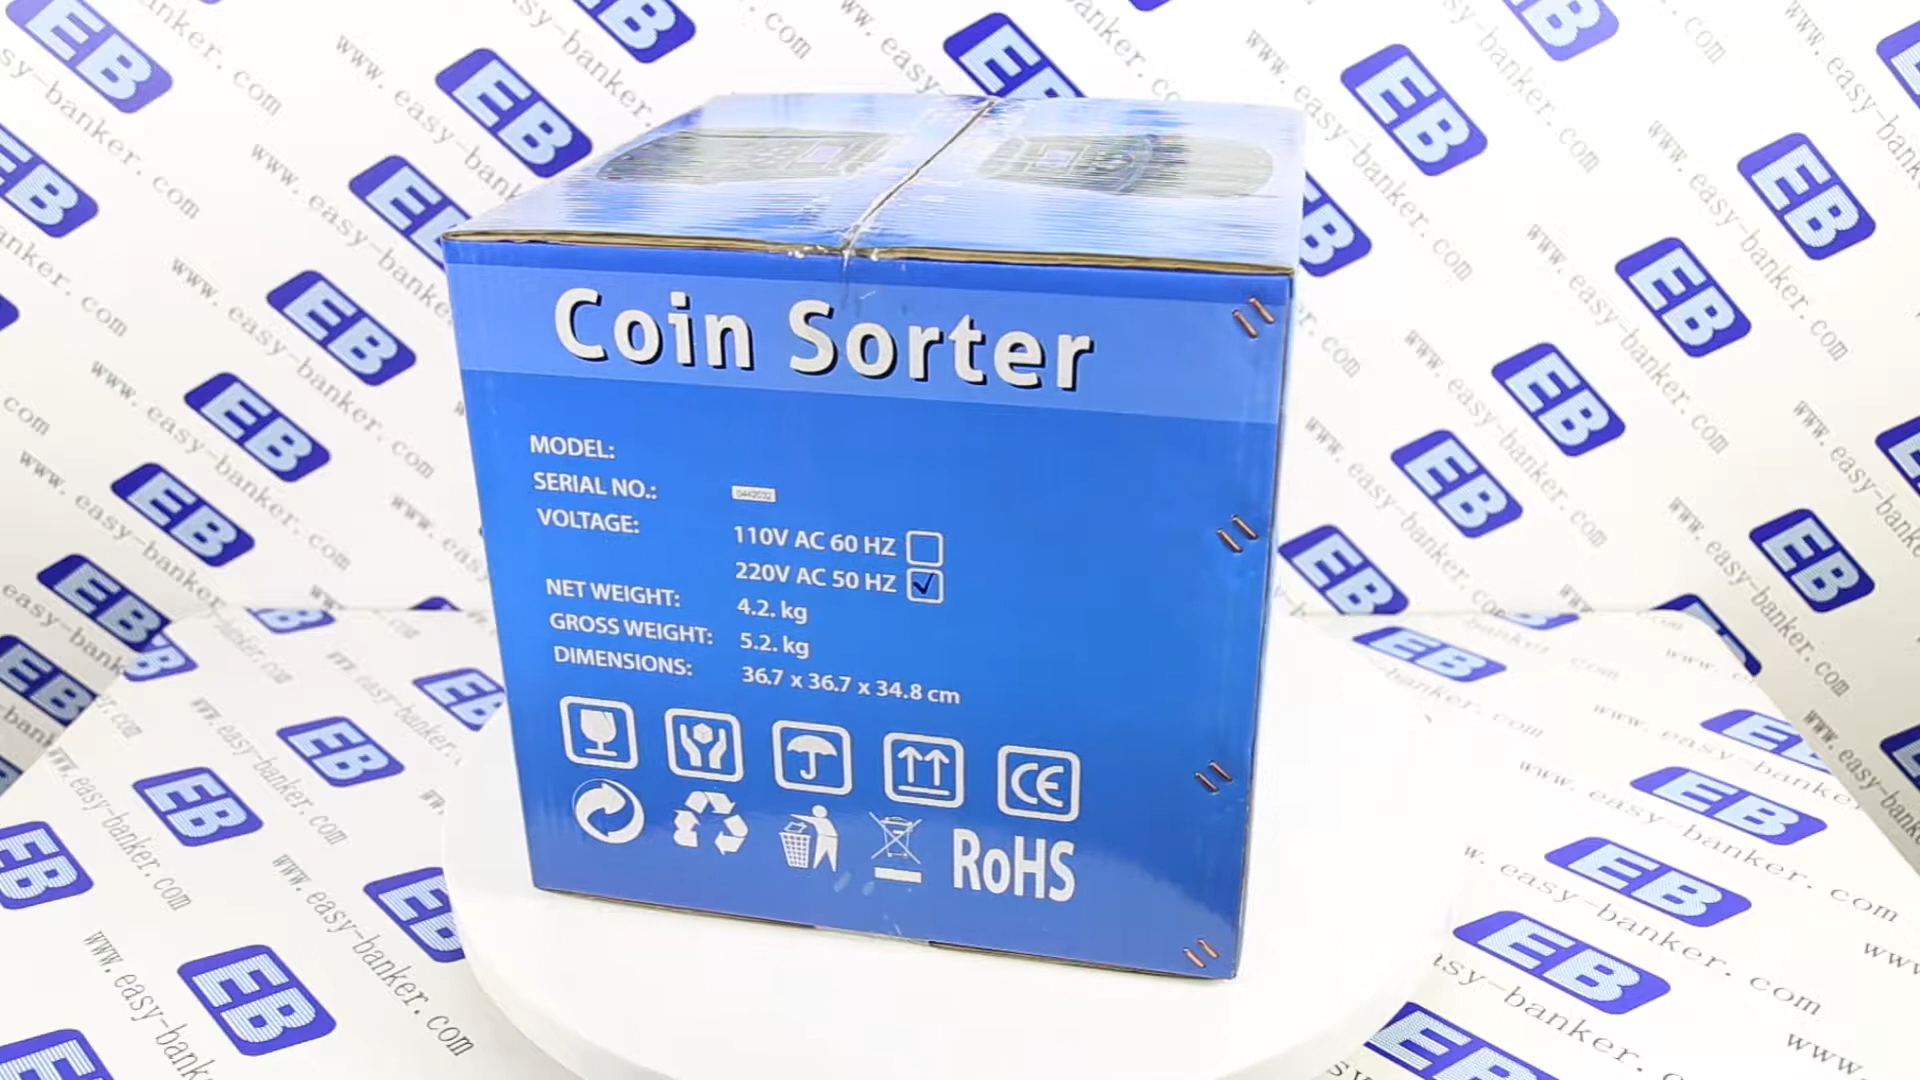 Coin Sorter
MODEL:
SERIAL NO.: 0442032
VOLTAGE: 110V AC 60 HZ
220V AC 50 HZ
NET WEIGHT: 4.2. kg
GROSS WEIGHT: 5.2. kg
DIMENSIONS: 36.7 x 36.7 x 34.8 cm
CE
RoHS
EB
www.easy-banker.com